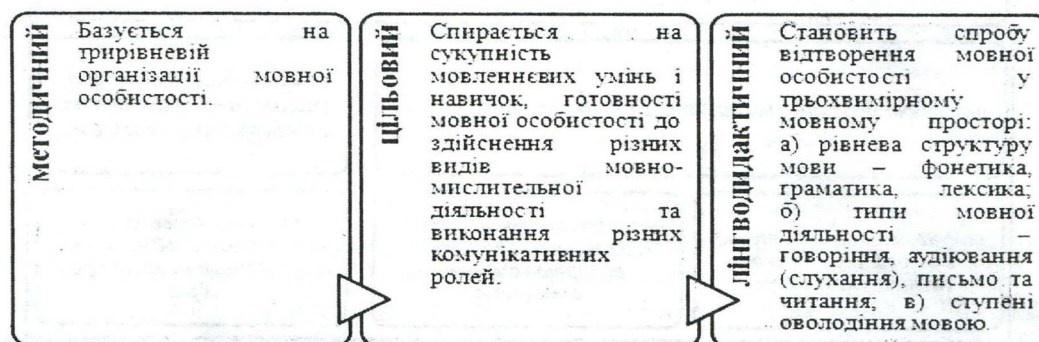 МЕТОДИЧНИЙ
Базується на
трирівневій
організації мовної
особистості.
ЦІЛЬОВИЙ
Спирається на
сукупність
мовленнєвих умінь і
навичок, готовності
мовної особистості до
здійснення різних
видів мовно-
мислительної
діяльності та
виконання різних
комунікативних
ролей.
ЛІНГВОДИДАКТИЧНИЙ
Становить спробу
відтворення мовної
особистості у
трьохвимірному
мовному просторі:
а) рівнева структуру
мови – фонетика,
граматика, лексика;
б) типи мовної
діяльності –
говоріння, аудіювання
(слухання), письмо та
читання; в) ступені
оволодіння мовою.